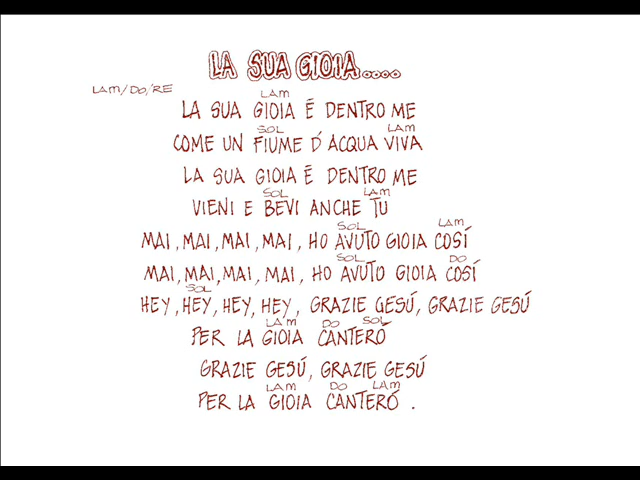 LA SUA GIOIA....
LAM/DO/RE
LAM
LA SUA GIOIA È DENTRO ME
SOL LAM
COME UN FIUME D'ACQUA VIVA
LA SUA GIOIA È DENTRO ME
SOL LAM
VIENI E BEVI ANCHE TU
SOL LAM
MAI, MAI, MAI, MAI, HO AVUTO GIOIA COSÍ
SOL DO
MAI, MAI, MAI, MAI, HO AVUTO GIOIA COSÍ
SOL
HEY, HEY, HEY, HEY, GRAZIE GESÚ, GRAZIE GESÚ
LAM DO SOL
PER LA GIOIA CANTERÓ
GRAZIE GESÚ, GRAZIE GESÚ
LAM DO LAM
PER LA GIOIA CANTERÓ.